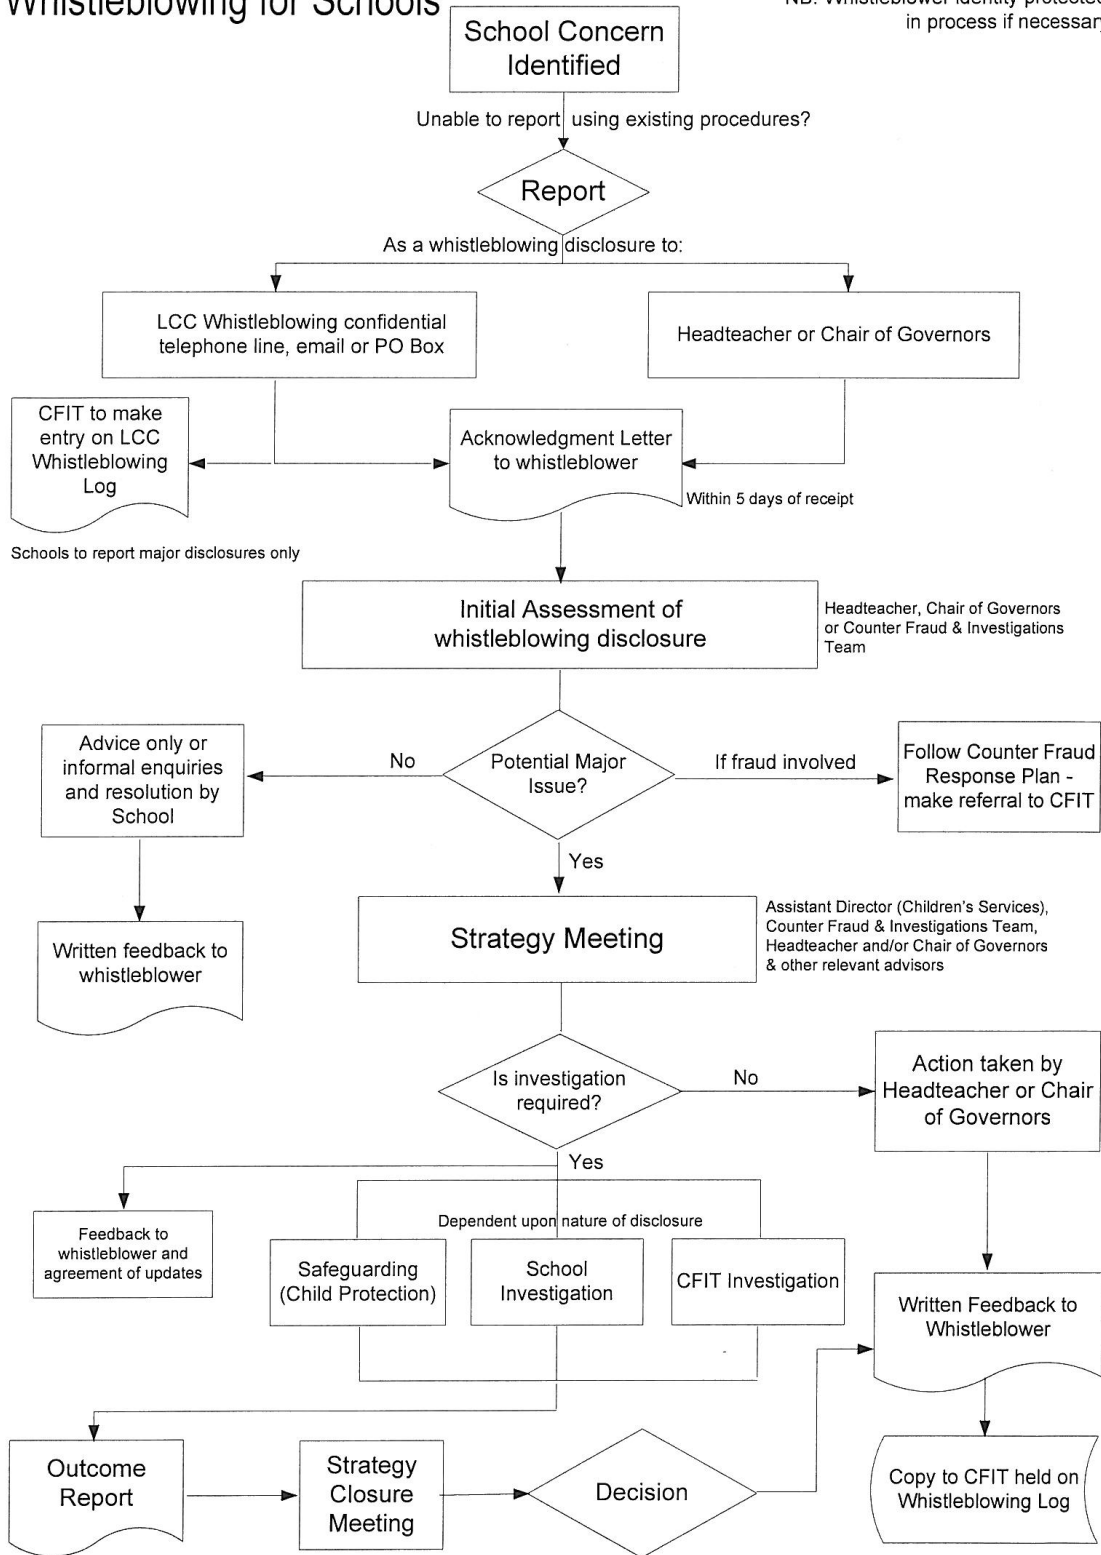 Whistleblowing for Schools
NB: Whistleblower identity protected
in process if necessary
School Concern
Identified
Unable to report using existing procedures?
Report
As a whistleblowing disclosure to:
LCC Whistleblowing confidential
telephone line, email or PO Box
Headteacher or Chair of Governors
CFIT to make
entry on LCC
Whistleblowing
Log
Acknowledgment Letter
to whistleblower
Within 5 days of receipt
Schools to report major disclosures only
Initial Assessment of
whistleblowing disclosure
Headteacher, Chair of Governors
or Counter Fraud & Investigations
Team
Advice only or
informal enquiries
and resolution by
School
No
Potential Major
Issue?
If fraud involved
Follow Counter Fraud
Response Plan -
make referral to CFIT
Yes
Written feedback to
whistleblower
Strategy Meeting
Assistant Director (Children's Services),
Counter Fraud & Investigations Team,
Headteacher and/or Chair of Governors
& other relevant advisors
Is investigation
required?
No
Action taken by
Headteacher or Chair
of Governors
Yes
Feedback to
whistleblower and
agreement of updates
Dependent upon nature of disclosure
Safeguarding
(Child Protection)
School
Investigation
CFIT Investigation
Written Feedback to
Whistleblower
Outcome
Report
Strategy
Closure
Meeting
Decision
Copy to CFIT held on
Whistleblowing Log